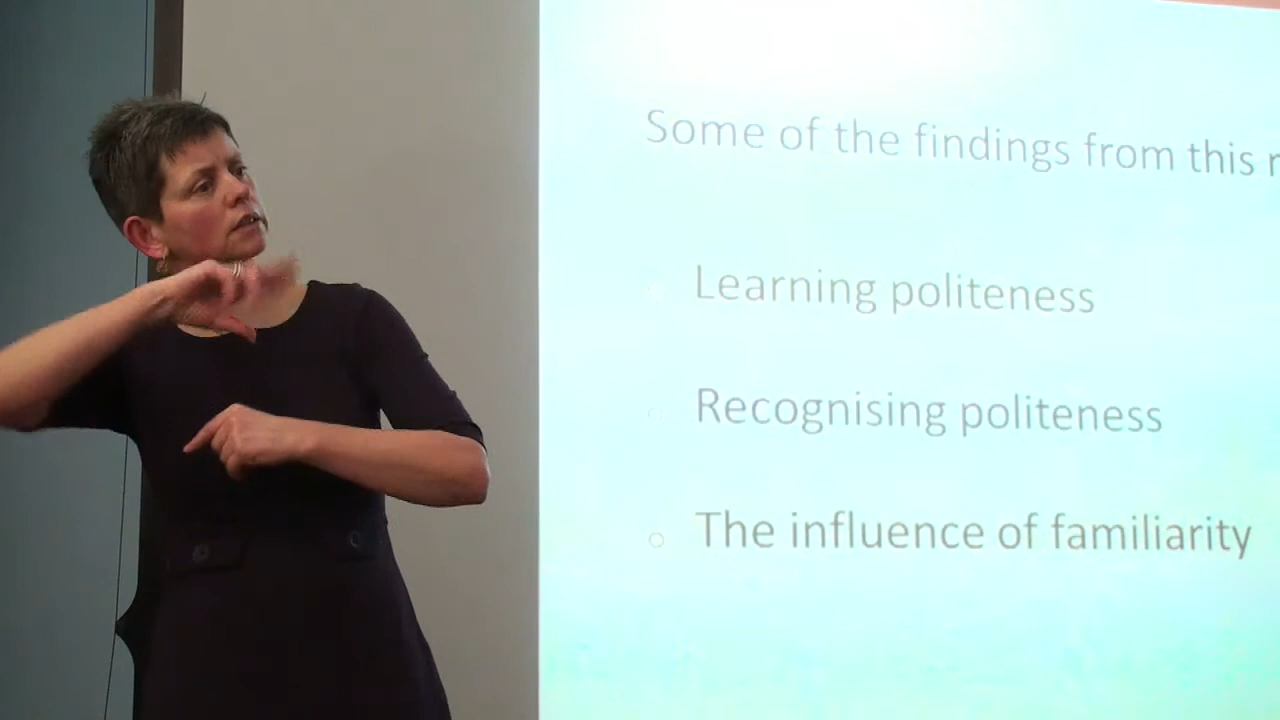 Some of the findings from this
Learning politeness
Recognising politeness
The influence of familiarity